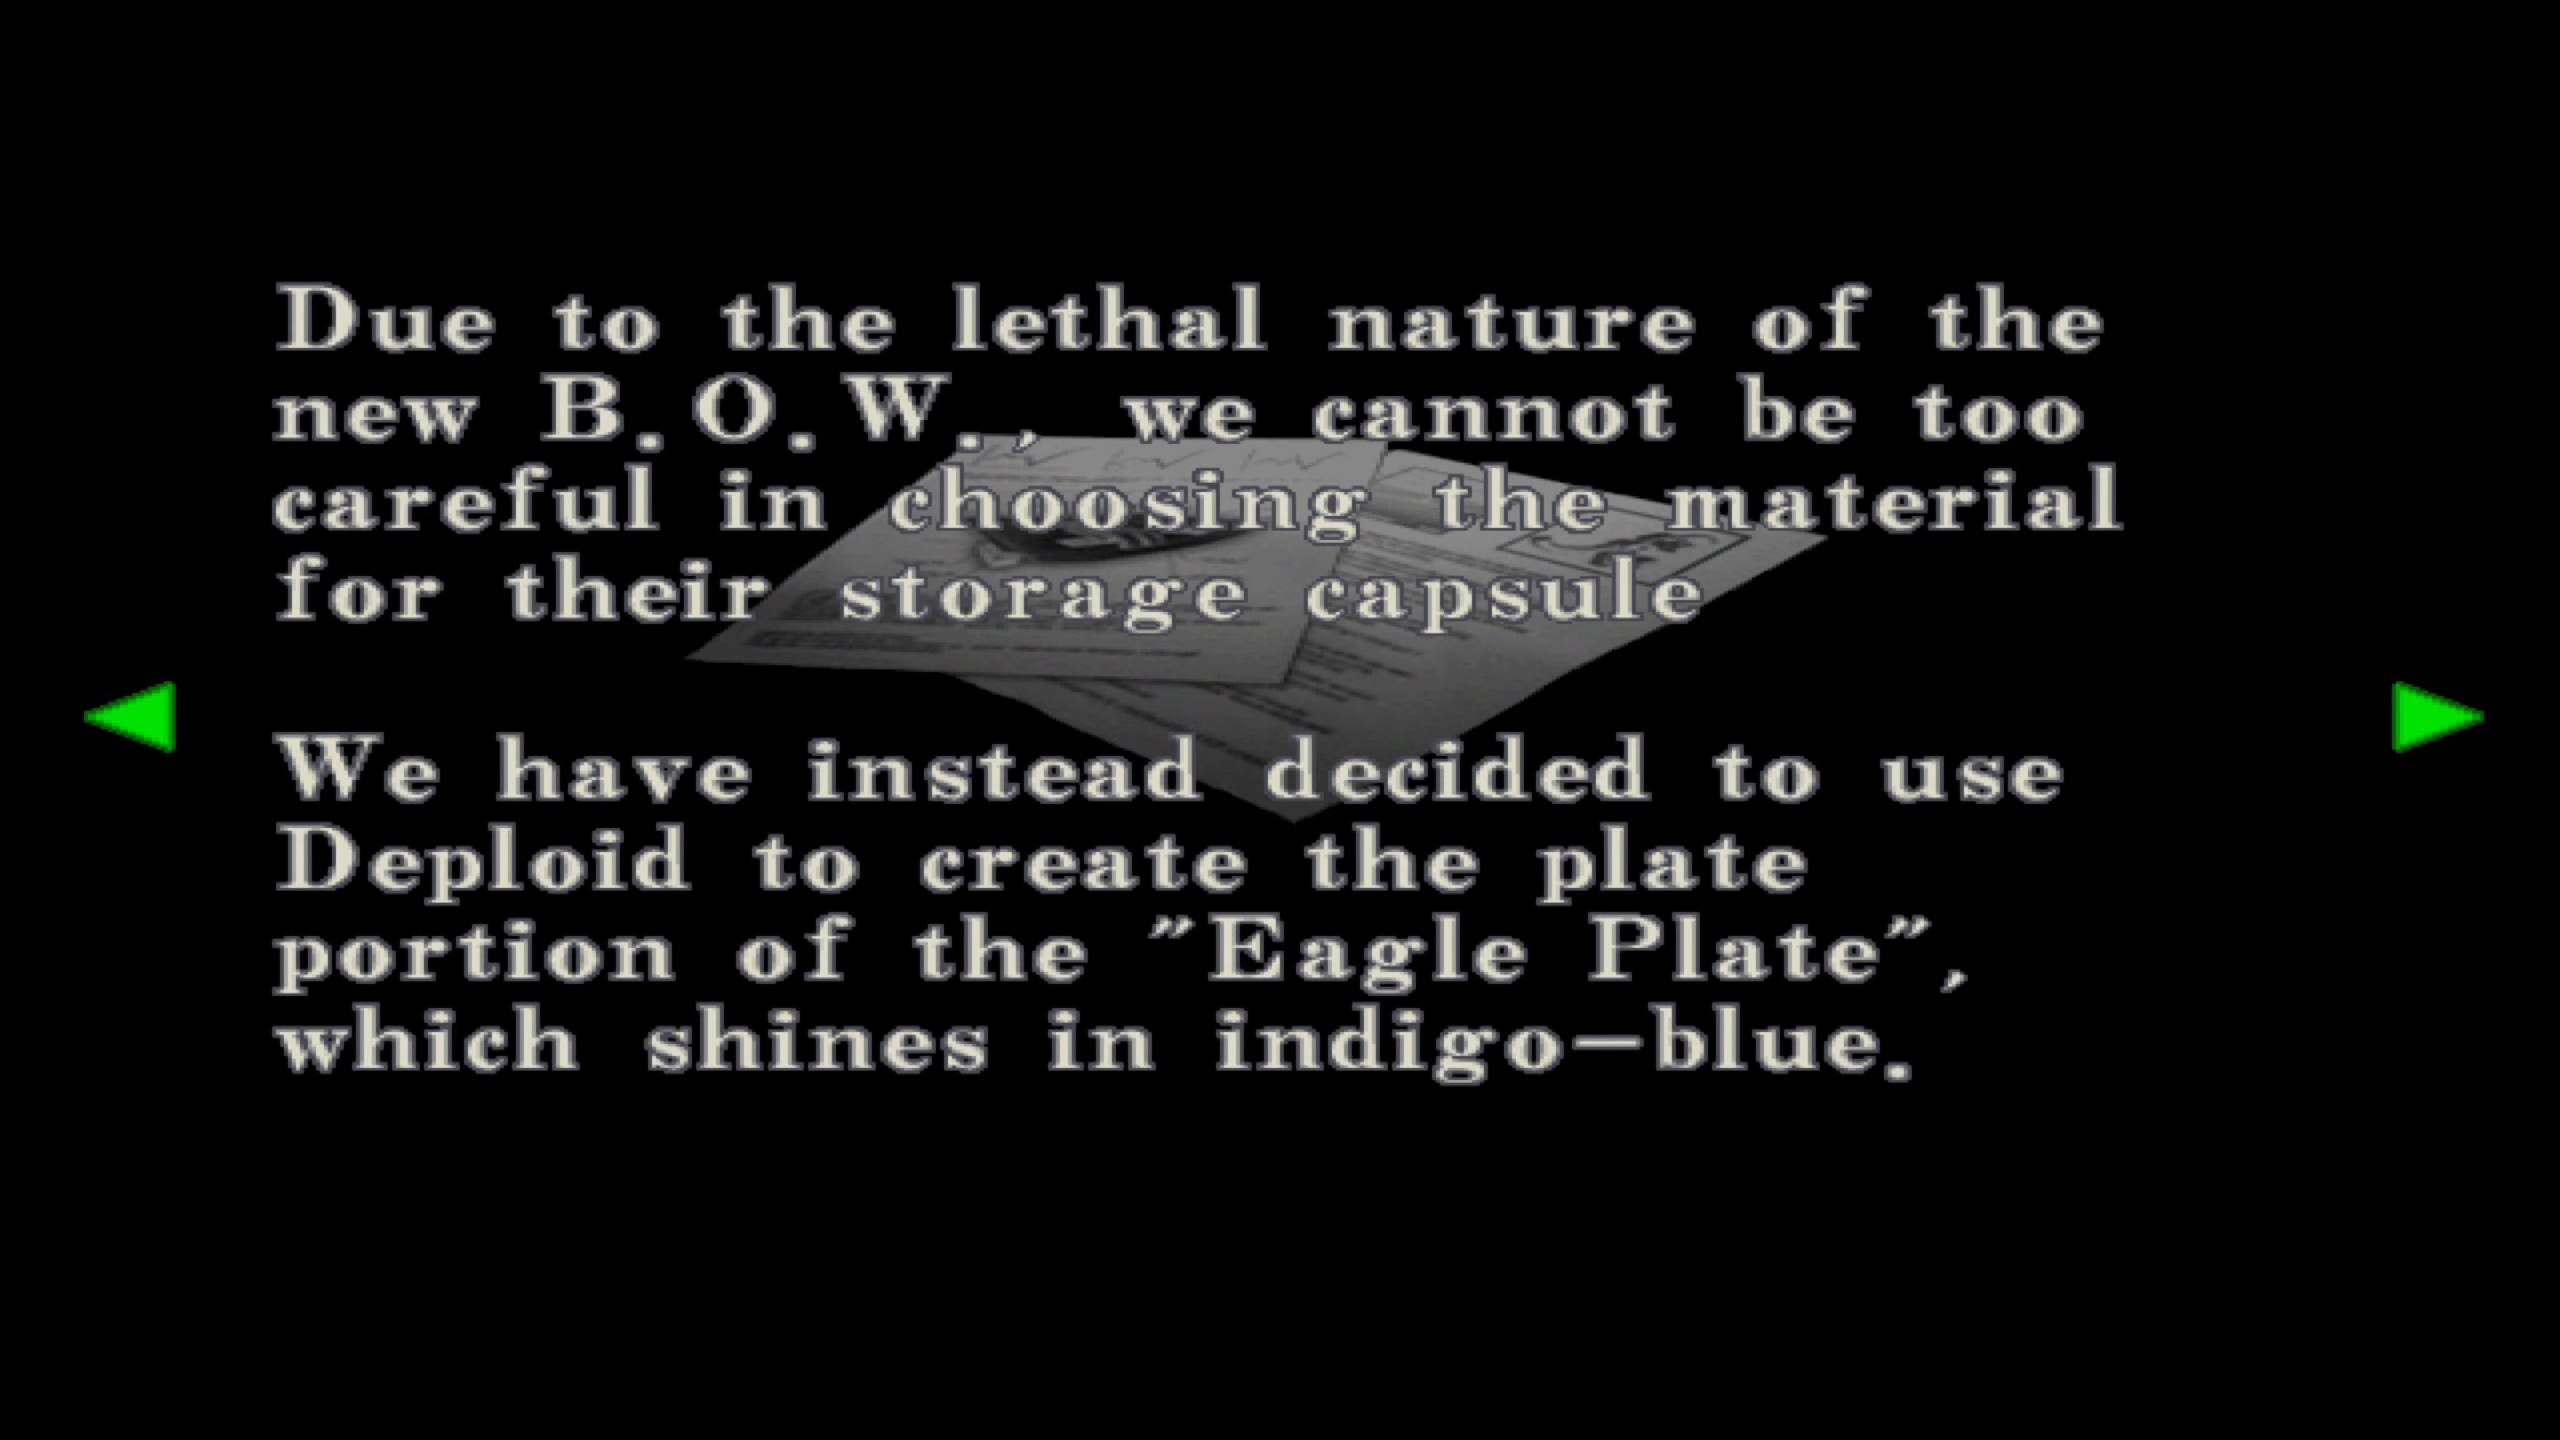 Due to the lethal nature of the
new B.O.W., we cannot be too
careful in choosing the material
for their storage capsule
We have instead decided to use
Deploid to create the plate
portion of the "Eagle Plate",
which shines in indigo-blue.